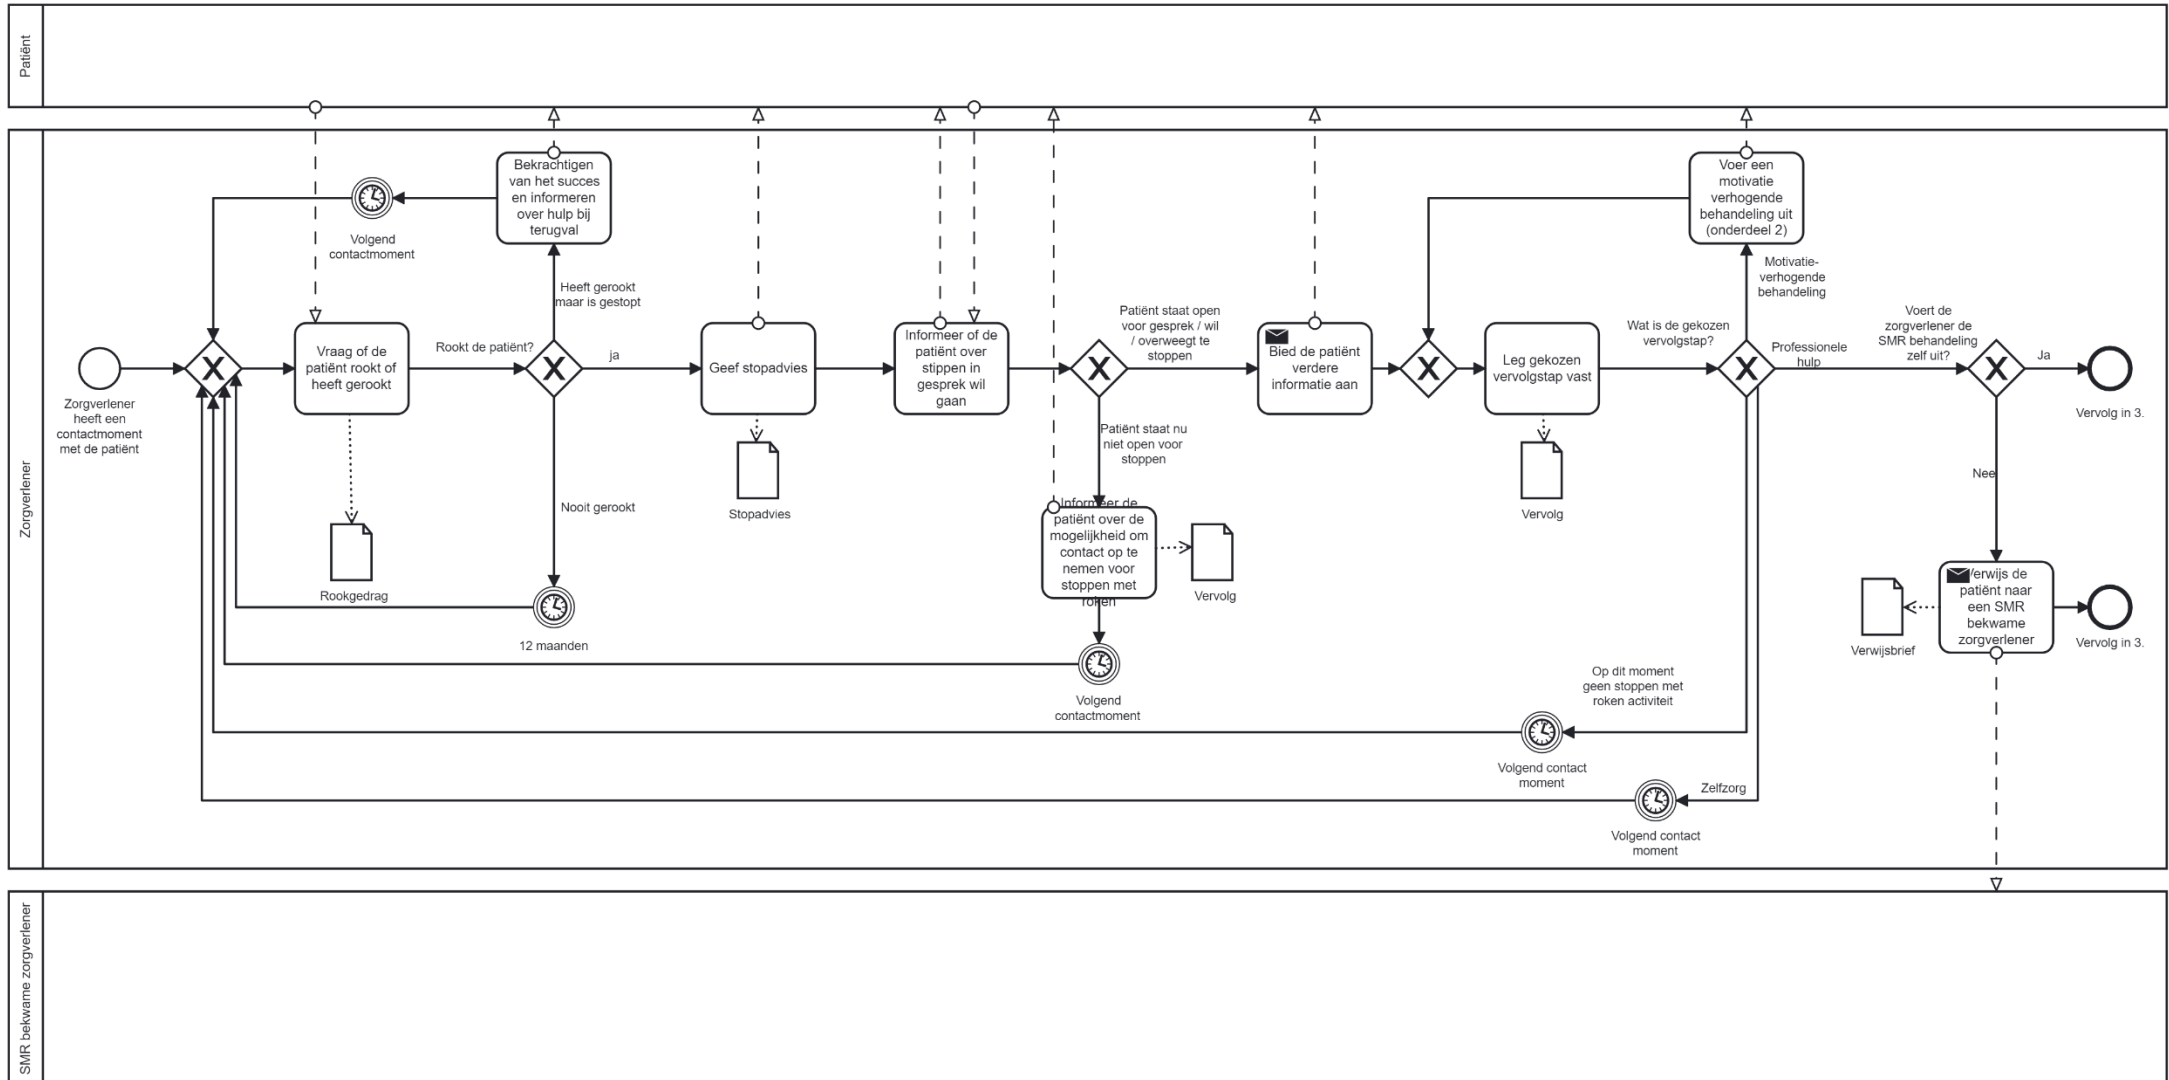 Patiënt
Zorgverlener
Zorgverlener
heeft een
contactmoment
met de patiënt
Volgend
contactmoment
Vraag of de
patiënt rookt of
heeft gerookt
Rookgedrag
Bekrachtigen
van het succes
en informeren
over hulp bij
terugval
Heeft gerookt
maar is gestopt
Rookt de patiënt?
ja
Nooit gerookt
12 maanden
Geef stopadvies
Stopadvies
Informeer of de
patiënt over
stippen in
gesprek wil
gaan
Patiënt staat open
voor gesprek / wil
/ overweegt te
stoppen
Patiënt staat nu
niet open voor
stoppen
Informeer de
patiënt over de
mogelijkheid om
contact op te
nemen voor
stoppen met
roken
Vervolg
Volgend
contactmoment
Bied de patiënt
verdere
informatie aan
Leg gekozen
vervolgstap vast
Vervolg
Wat is de gekozen
vervolgstap?
Voer een
motivatie
verhogende
behandeling uit
(onderdeel 2)
Motivatie-
verhogende
behandeling
Professionele
hulp
Op dit moment
geen stoppen met
roken activiteit
Volgend contact
moment
Zelfzorg
Volgend contact
moment
Voert de
zorgverlener de
SMR behandeling
zelf uit?
Ja
Vervolg in 3.
Nee
Verwijs de
patiënt naar
een SMR
bekwame
zorgverlener
Verwijsbrief
Vervolg in 3.
SMR bekwame zorgverlener